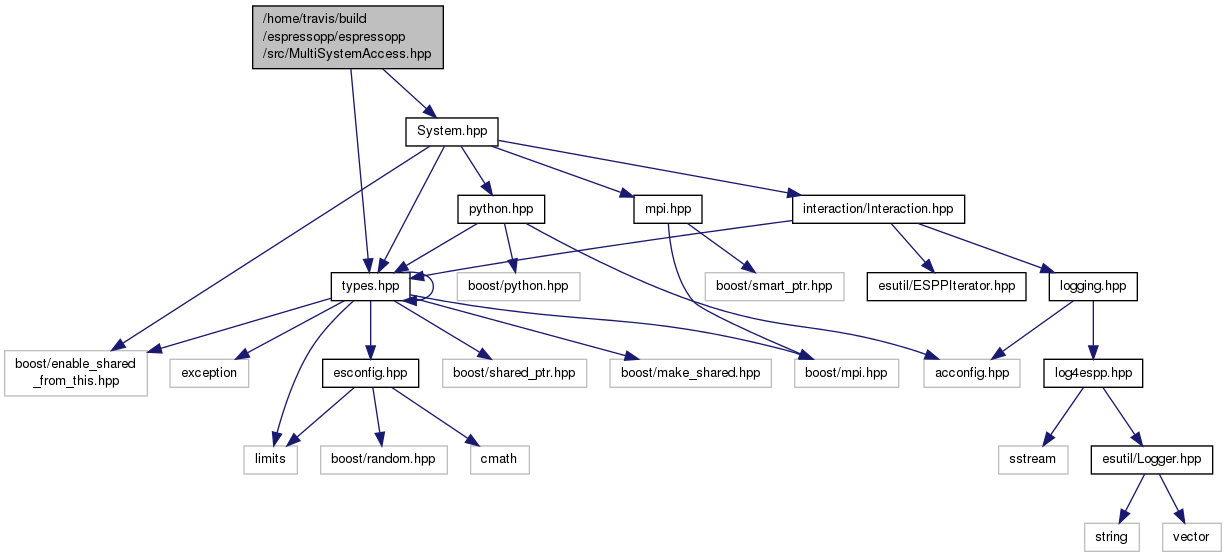 /home/travis/build
/espressopp/espressopp
/src/MultiSystemAccess.hpp
System.hpp
python.hpp
mpi.hpp
interaction/Interaction.hpp
types.hpp
boost/python.hpp
boost/smart_ptr.hpp
esutil/ESPPIterator.hpp
logging.hpp
boost/enable_shared
_from_this.hpp
exception
esconfig.hpp
boost/shared_ptr.hpp
boost/make_shared.hpp
boost/mpi.hpp
acconfig.hpp
log4espp.hpp
limits
boost/random.hpp
cmath
sstream
esutil/Logger.hpp
string
vector